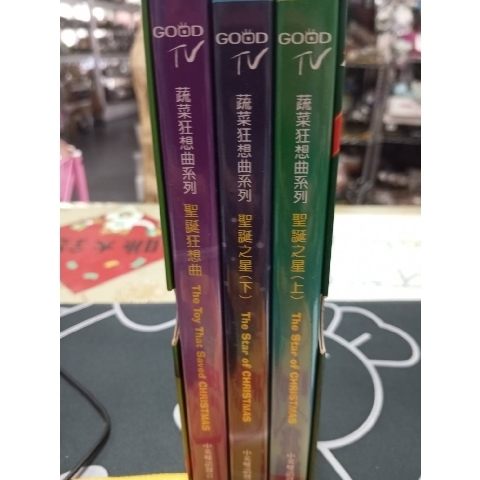 GOOD TV
蔬菜狂想曲系列
聖誕狂想曲
The Toy That Saved CHRISTMAS
GOOD TV
蔬菜狂想曲系列
聖誕之星(下)
The Star of CHRISTMAS
GOOD TV
蔬菜狂想曲系列
聖誕之星(上)
The Star of CHRISTMAS